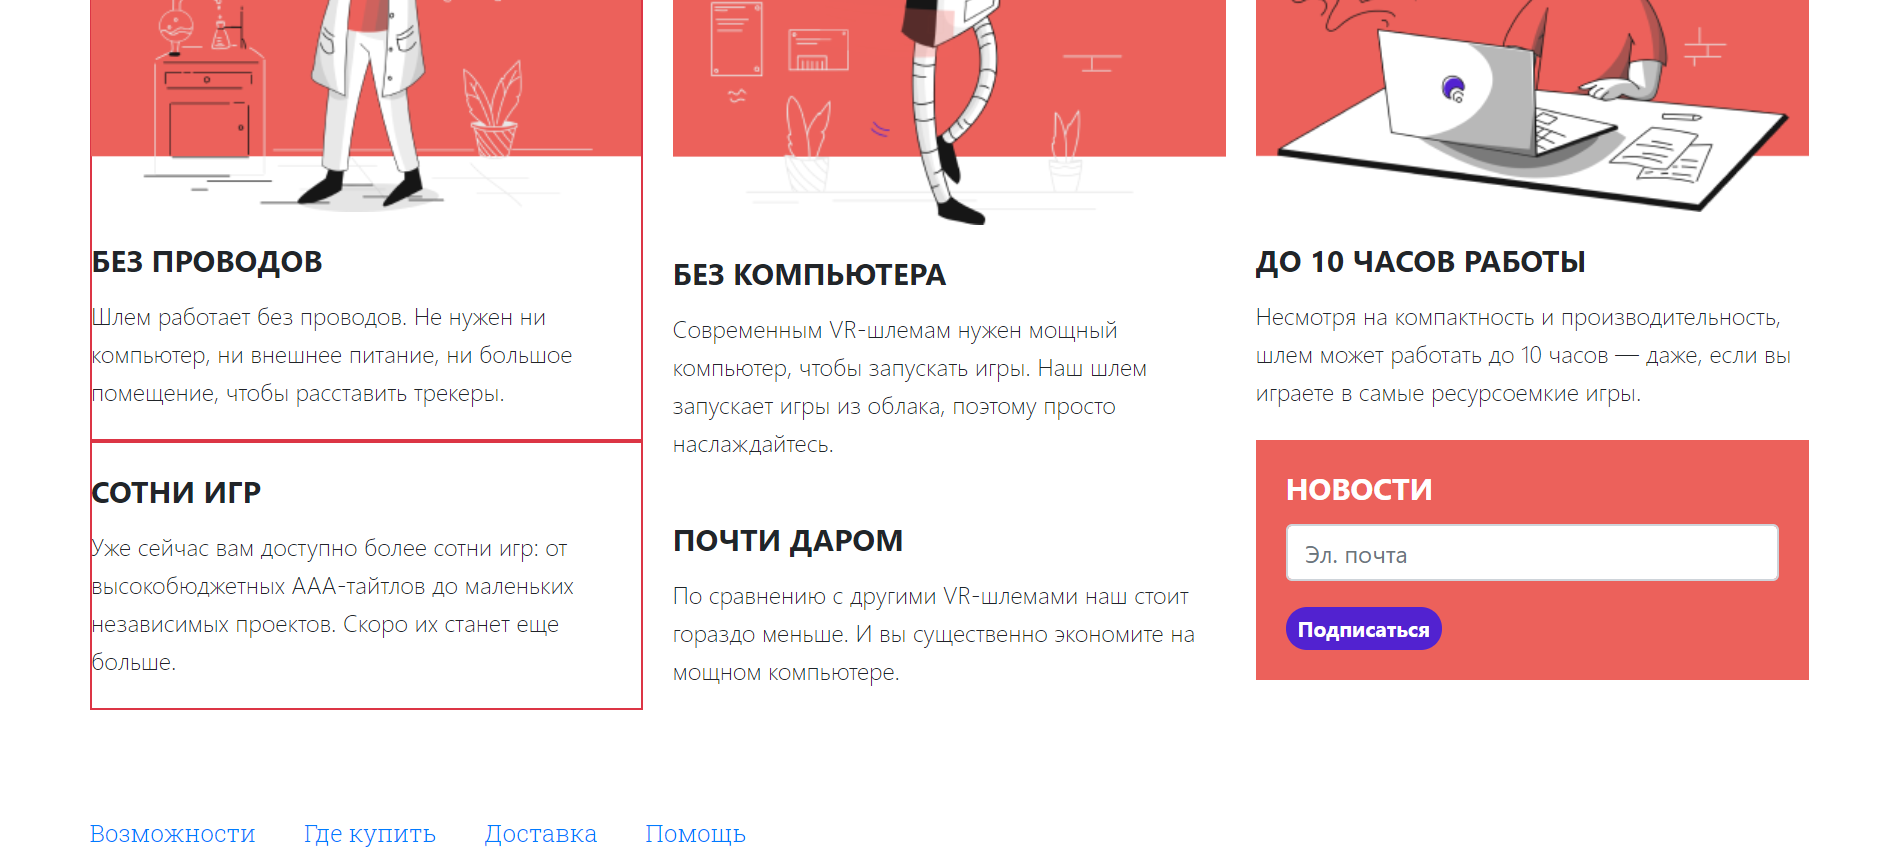 БЕЗ ПРОВОДОВ
Шлем работает без проводов. Не нужен ни
компьютер, ни внешнее питание, ни большое
помещение, чтобы расставить трекеры.
СОТНИ ИГР
Уже сейчас вам доступно более сотни игр: от
высокобюджетных ААА-тайтлов до маленьких
независимых проектов. Скоро их станет еще
больше.
БЕЗ КОМПЬЮТЕРА
Современным VR-шлемам нужен мощный
компьютер, чтобы запускать игры. Наш шлем
запускает игры из облака, поэтому просто
наслаждайтесь.
ПОЧТИ ДАРОМ
По сравнению с другими VR-шлемами наш стоит
гораздо меньше. И вы существенно экономите на
мощном компьютере.
ДО 10 ЧАСОВ РАБОТЫ
Несмотря на компактность и производительность,
шлем может работать до 10 часов — даже, если вы
играете в самые ресурсоемкие игры.
НОВОСТИ
Эл. почта
Подписаться
Возможности Где купить Доставка Помощь